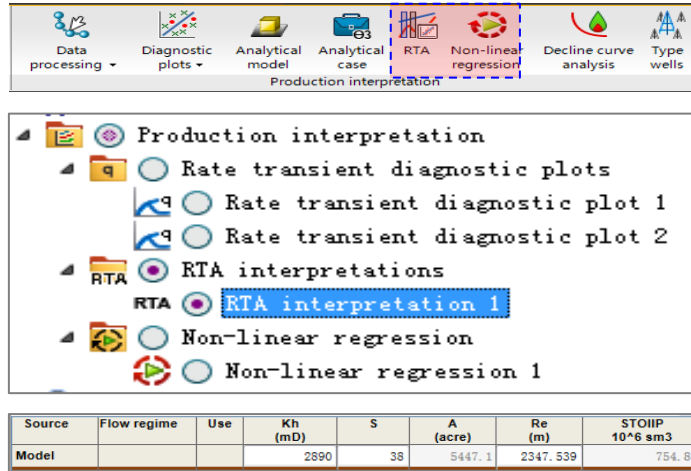 Data processing Diagnostic plots Analytical model Analytical case RTA Non-linear regression Decline curve analysis Type wells
Production interpretation
Production interpretation
Rate transient diagnostic plots
Rate transient diagnostic plot 1
Rate transient diagnostic plot 2
RTA RTA interpretations
RTA RTA interpretation 1
Non-linear regression
Non-linear regression 1
Source Flow regime Use Kh (mD) S A (acre) Re (m) STOIIP 10^6 sm3
Model 2890 38 5447.1 2347.539 754.8